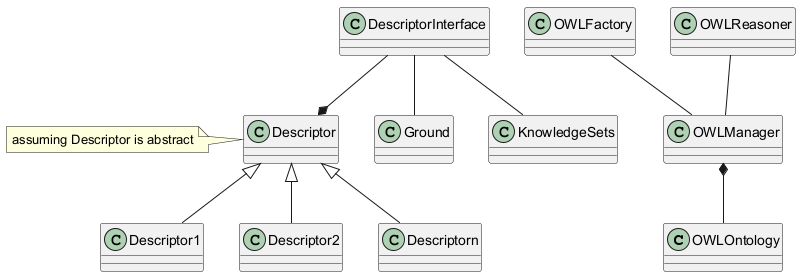 C DescriptorInterface
C OWLFactory
C OWLReasoner
assuming Descriptor is abstract
C Descriptor
C Ground
C KnowledgeSets
C OWLManager
C Descriptor1
C Descriptor2
C Descriptorn
C OWLOntology